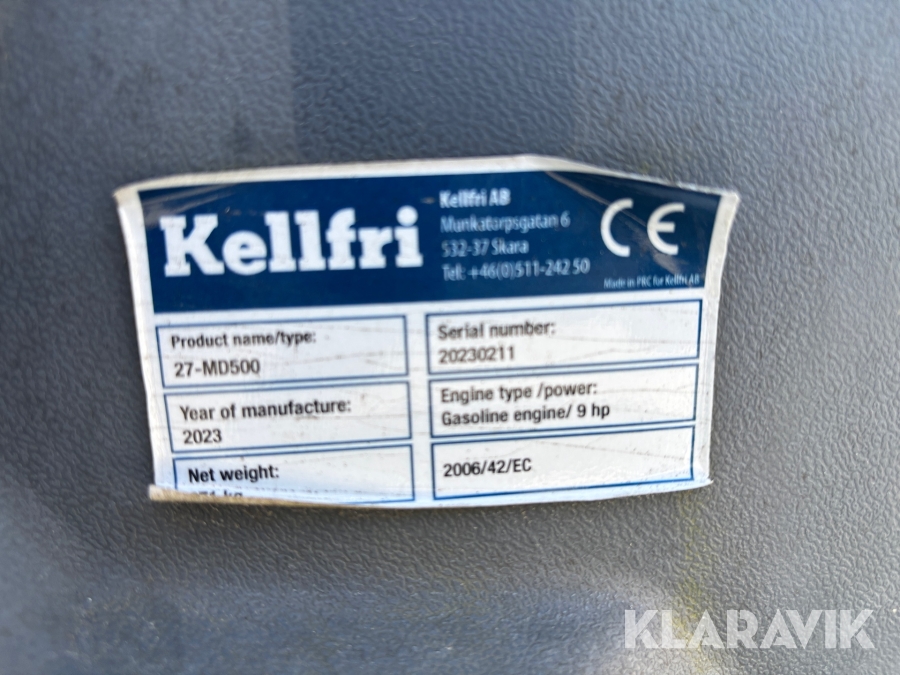 Kellfri
Kellfri AB
Munkatorpsgatan 6
532-37 Skara
Tel: +46(0)511-242 50
CE
Made in PRC for Kellfri AB
Product name/type:
27-MD500
Serial number:
20230211
Year of manufacture:
2023
Engine type /power:
Gasoline engine/ 9 hp
Net weight:
kg
2006/42/EC
KLARAVIK